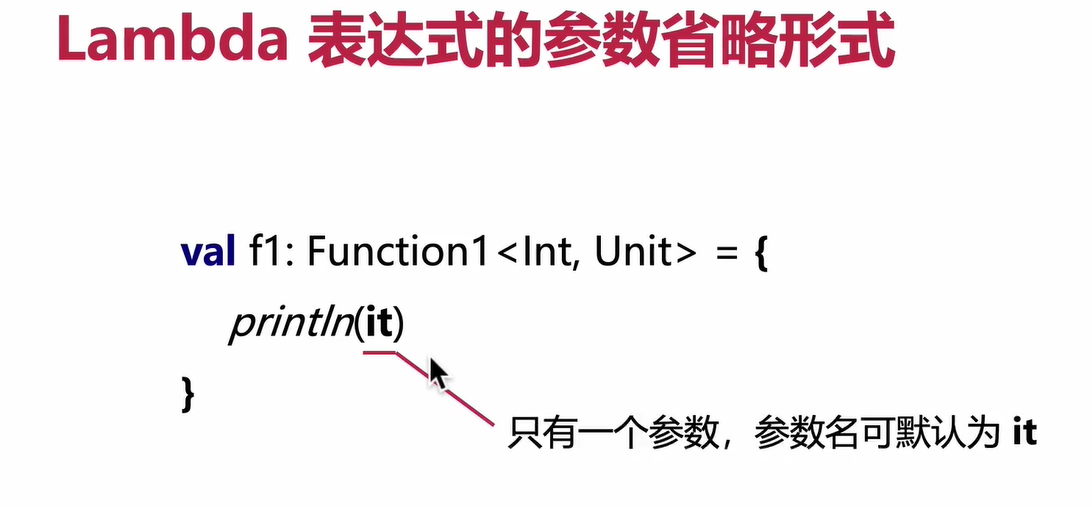 Lambda 表达式的参数省略形式
val f1: Function1<Int, Unit> = {
println(it)
}
只有一个参数，参数名可默认为 it